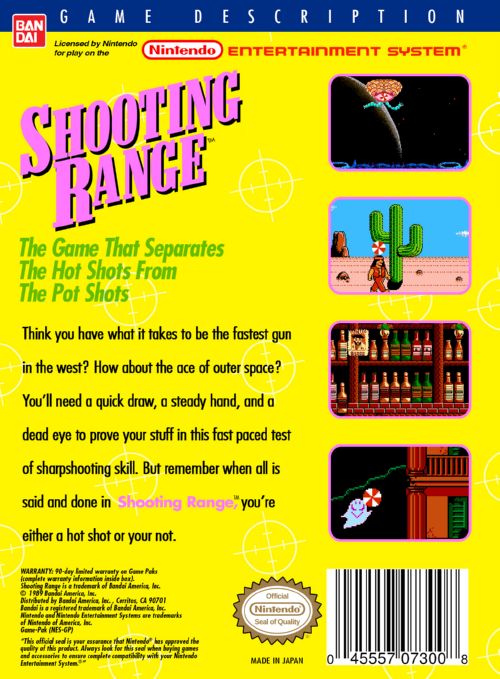 BAN
DAI
GAME DESCRIPTION
Licensed by Nintendo
for play on the
Nintendo ENTERTAINMENT SYSTEM®
SHOOTING
RANGE™
The Game That Separates
The Hot Shots From
The Pot Shots
Think you have what it takes to be the fastest gun
in the west? How about the ace of outer space?
You'll need a quick draw, a steady hand, and a
dead eye to prove your stuff in this fast paced test
of sharpshooting skill. But remember when all is
said and done in Shooting Range,™ you're
either a hot shot or your not.
WARRANTY: 90-day limited warranty on Game Paks
(complete warranty information inside box).
Shooting Range is a trademark of Bandai America, Inc.
© 1989 Bandai America, Inc.
Distributed by Bandai America, Inc., Cerritos, CA 90701
Bandai is a registered trademark of Bandai America, Inc.
Nintendo and Nintendo Entertainment Systems are trademarks
of Nintendo of America, Inc.
Game-Pak (NES-GP)
"This official seal is your assurance that Nintendo® has approved the
quality of this product. Always look for this seal when buying games
and accessories to ensure complete compatibility with your Nintendo
Entertainment System.®"
Official
Nintendo
Seal of Quality
MADE IN JAPAN
0 45557 07300 8